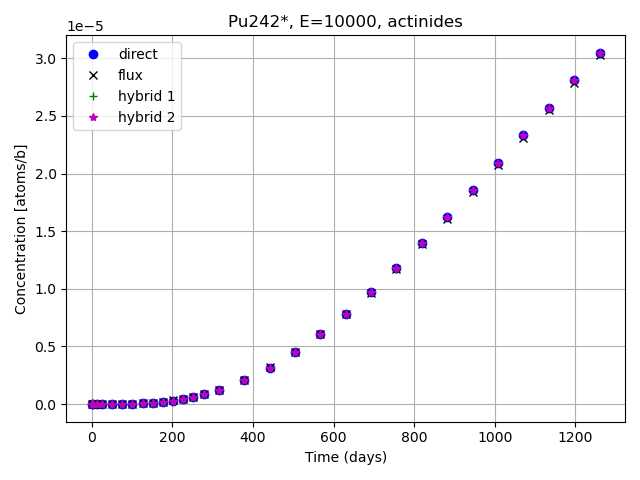 Pu242*, E=10000, actinides
1e−5
direct
flux
hybrid 1
hybrid 2
3.0
2.5
2.0
1.5
1.0
0.5
0.0
Concentration [atoms/b]
0 200 400 600 800 1000 1200
Time (days)